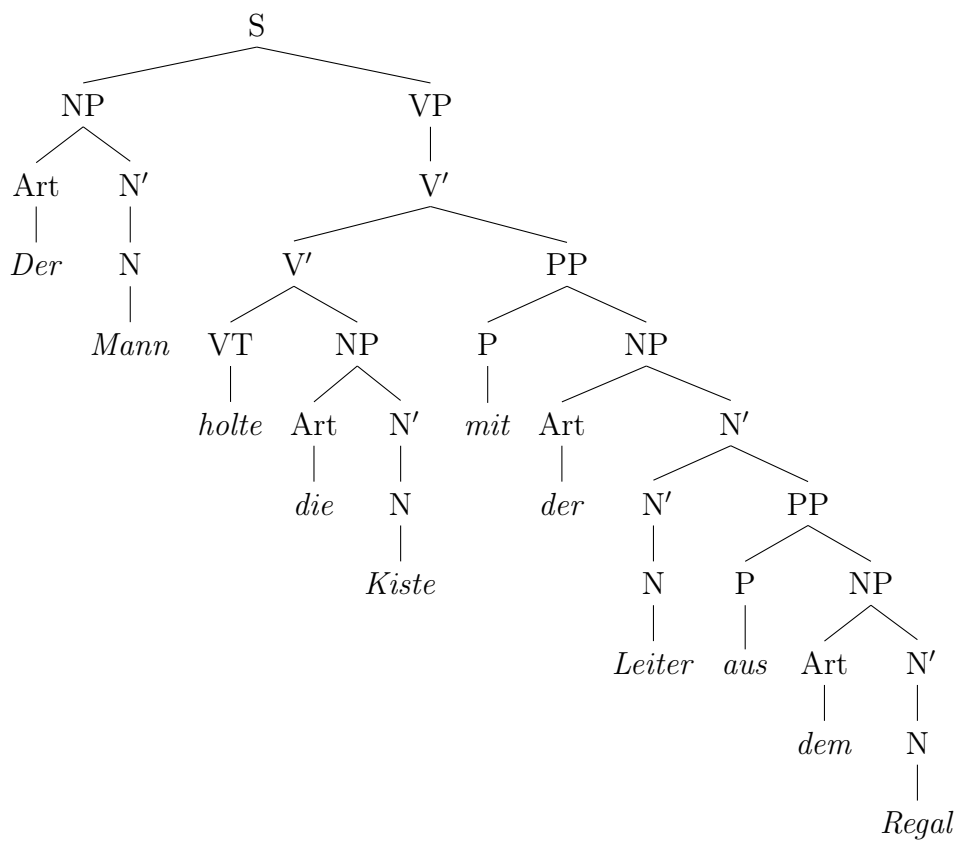 S
NP VP
Art N′ V′
Der N V′ PP
Mann VT NP P NP
holte Art N′ mit Art N′
die N der N′ PP
Kiste N P NP
Leiter aus Art N′
dem N
Regal